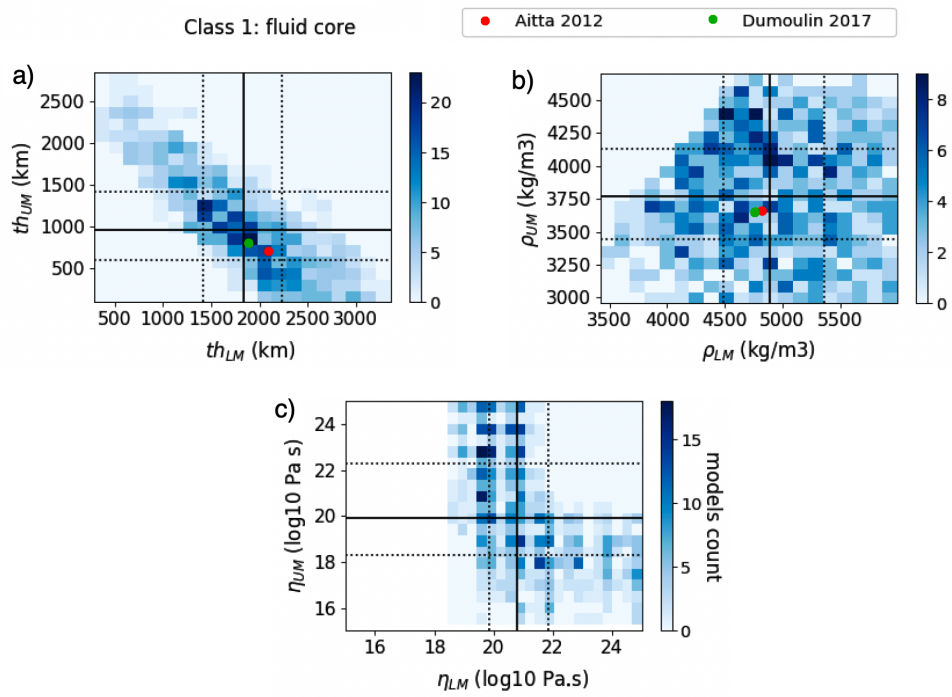 Class 1: fluid core
Aitta 2012
Dumoulin 2017
a)
2500
2000
1500
1000
500
th_UM (km)
500 1000 1500 2000 2500 3000
th_LM (km)
20
15
10
5
0
b)
4500
4250
4000
3750
3500
3250
3000
ρ_UM (kg/m3)
3500 4000 4500 5000 5500
ρ_LM (kg/m3)
8
6
4
2
0
c)
24
22
20
18
16
η_UM (log10 Pa s)
16 18 20 22 24
η_LM (log10 Pa.s)
15
10
5
0
models count